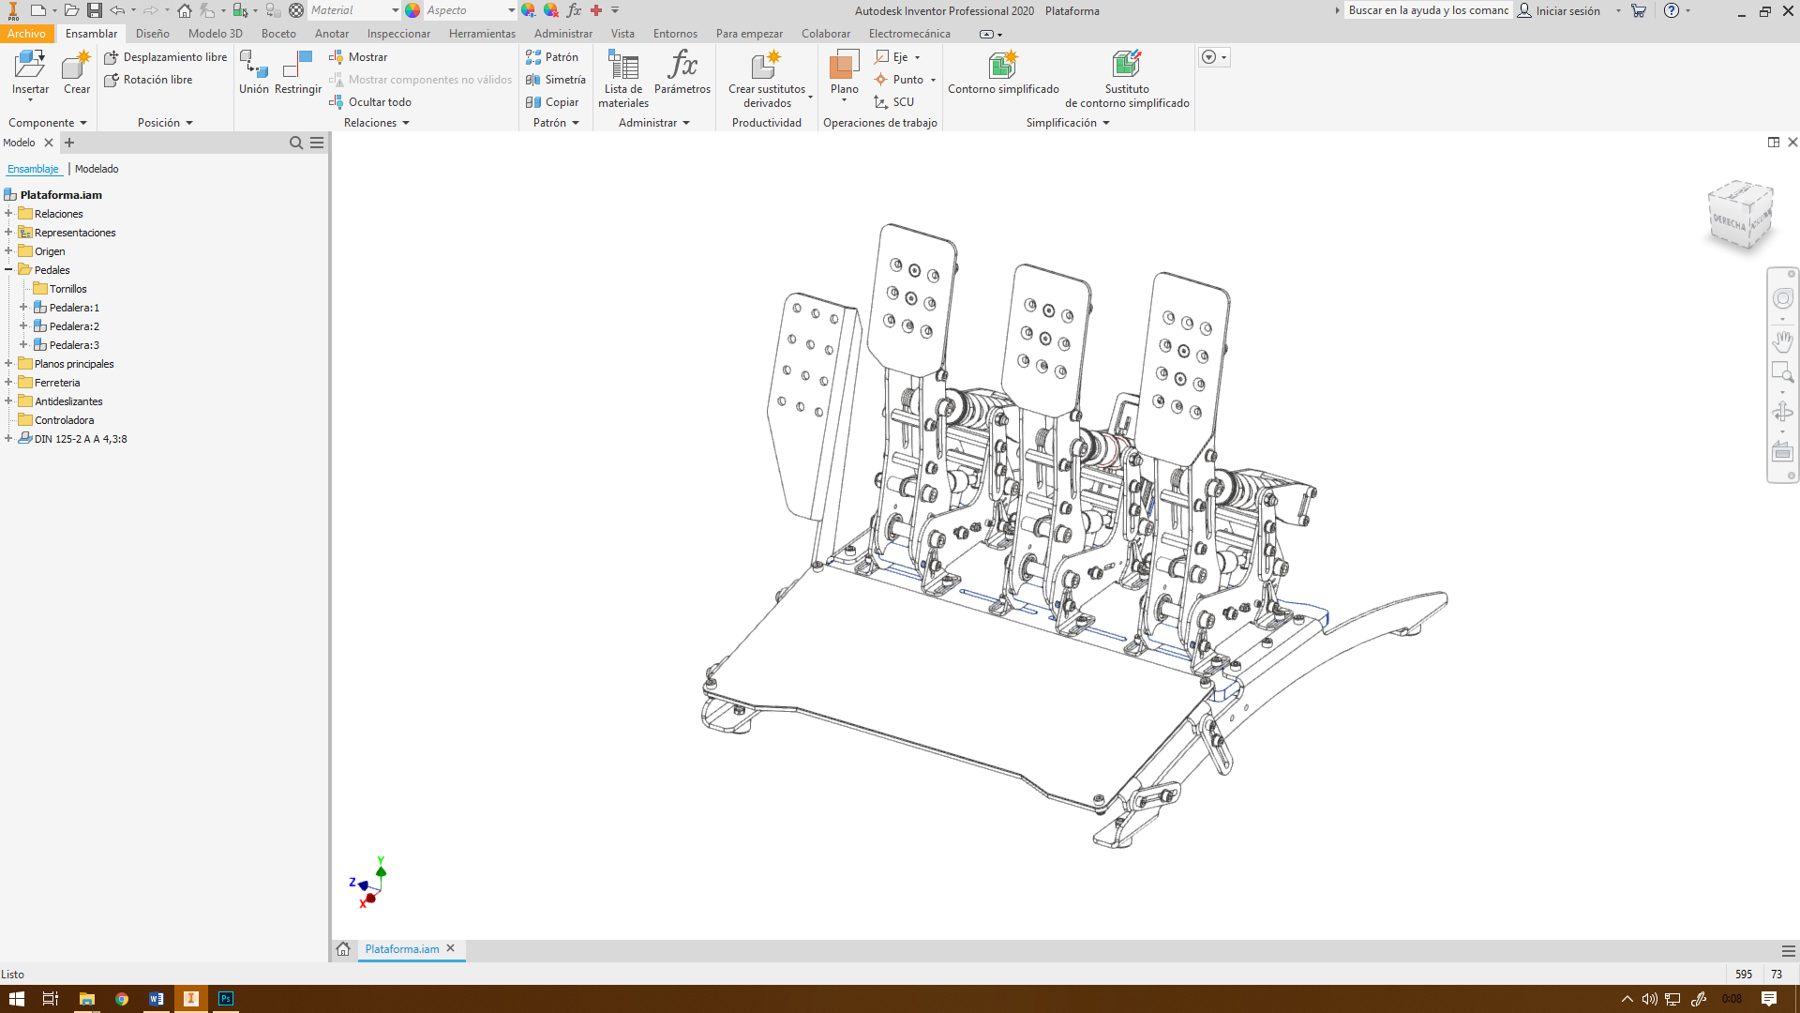 Material
Aspecto
Autodesk Inventor Professional 2020 Plataforma
Buscar en la ayuda y los comanc
Iniciar sesión
PRO
Archivo
Ensamblar
Diseño
Modelo 3D
Boceto
Anotar
Inspeccionar
Herramientas
Administrar
Vista
Entornos
Para empezar
Colaborar
Electromecánica
Insertar
Crear
Desplazamiento libre
Rotación libre
Unión
Restringir
Mostrar
Mostrar componentes no válidos
Ocultar todo
Patrón
Simetría
Copiar
Lista de
materiales
Parámetros
Crear sustitutos
derivados
Plano
Eje
Punto
SCU
Contorno simplificado
Sustituto
de contorno simplificado
Componente
Posición
Relaciones
Patrón
Administrar
Productividad
Operaciones de trabajo
Simplificación
Modelo
Ensamblaje
Modelado
Plataforma.iam
Relaciones
Representaciones
Origen
Pedales
Tornillos
Pedalera:1
Pedalera:2
Pedalera:3
Planos principales
Ferreteria
Antideslizantes
Controladora
DIN 125-2 A A 4,3:8
DERECHA
Y
Z
X
Plataforma.iam
Listo
595 73
0:08